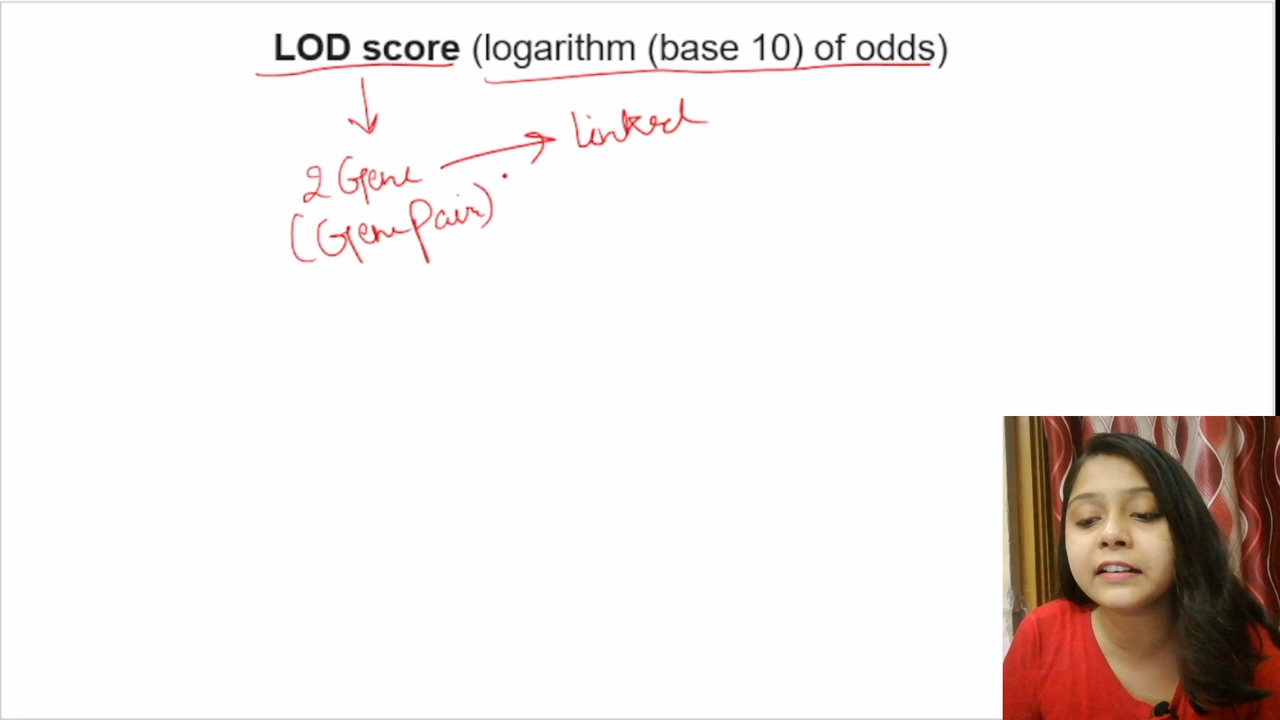 LOD score (logarithm (base 10) of odds)
2 Gene → linked
(Gene Pair)